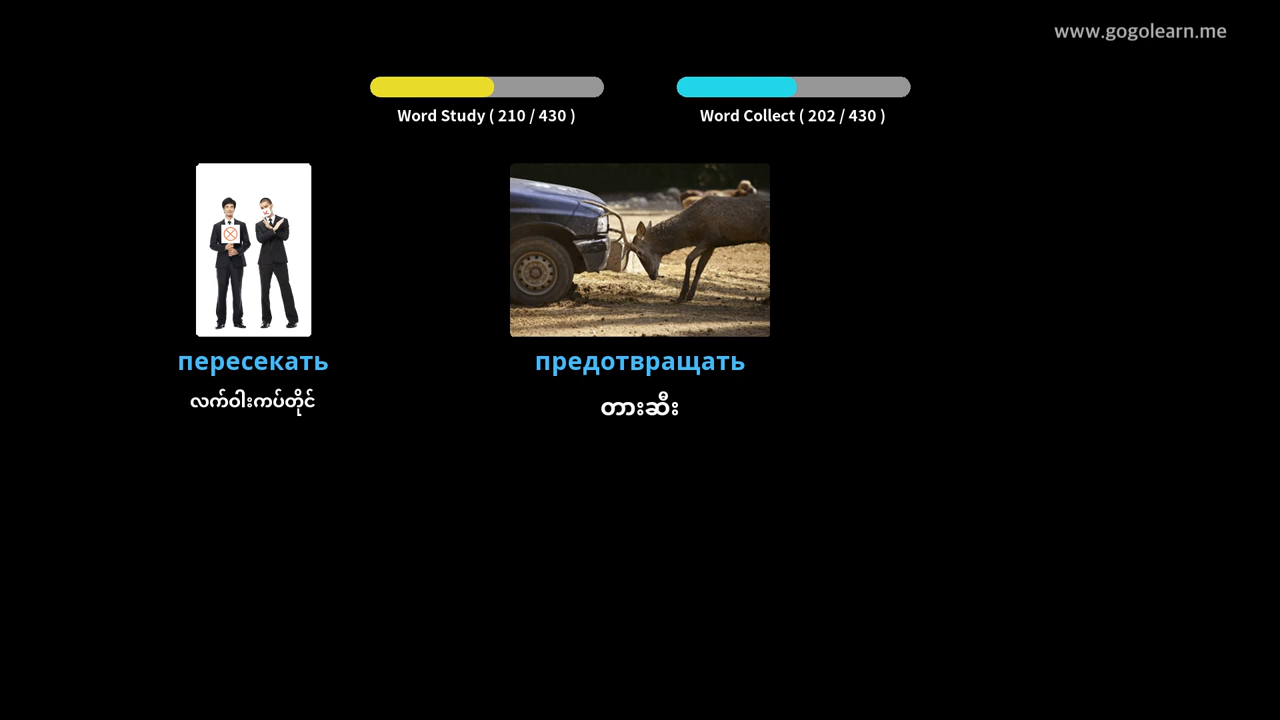 www.gogolearn.me
Word Study ( 210 / 430 )
Word Collect ( 202 / 430 )
пересекать
предотвращать
လက်ဝါးကပ်တိုင်
တားဆီး